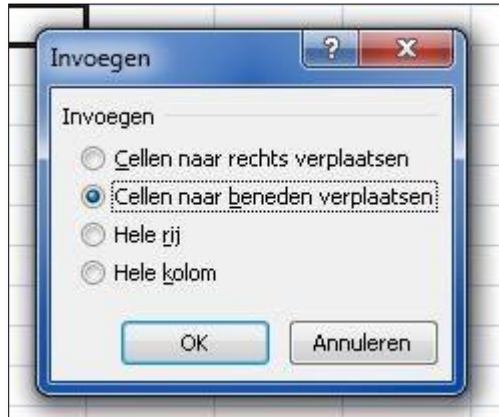 Invoegen
Invoegen
Cellen naar rechts verplaatsen
Cellen naar beneden verplaatsen
Hele rij
Hele kolom
OK
Annuleren